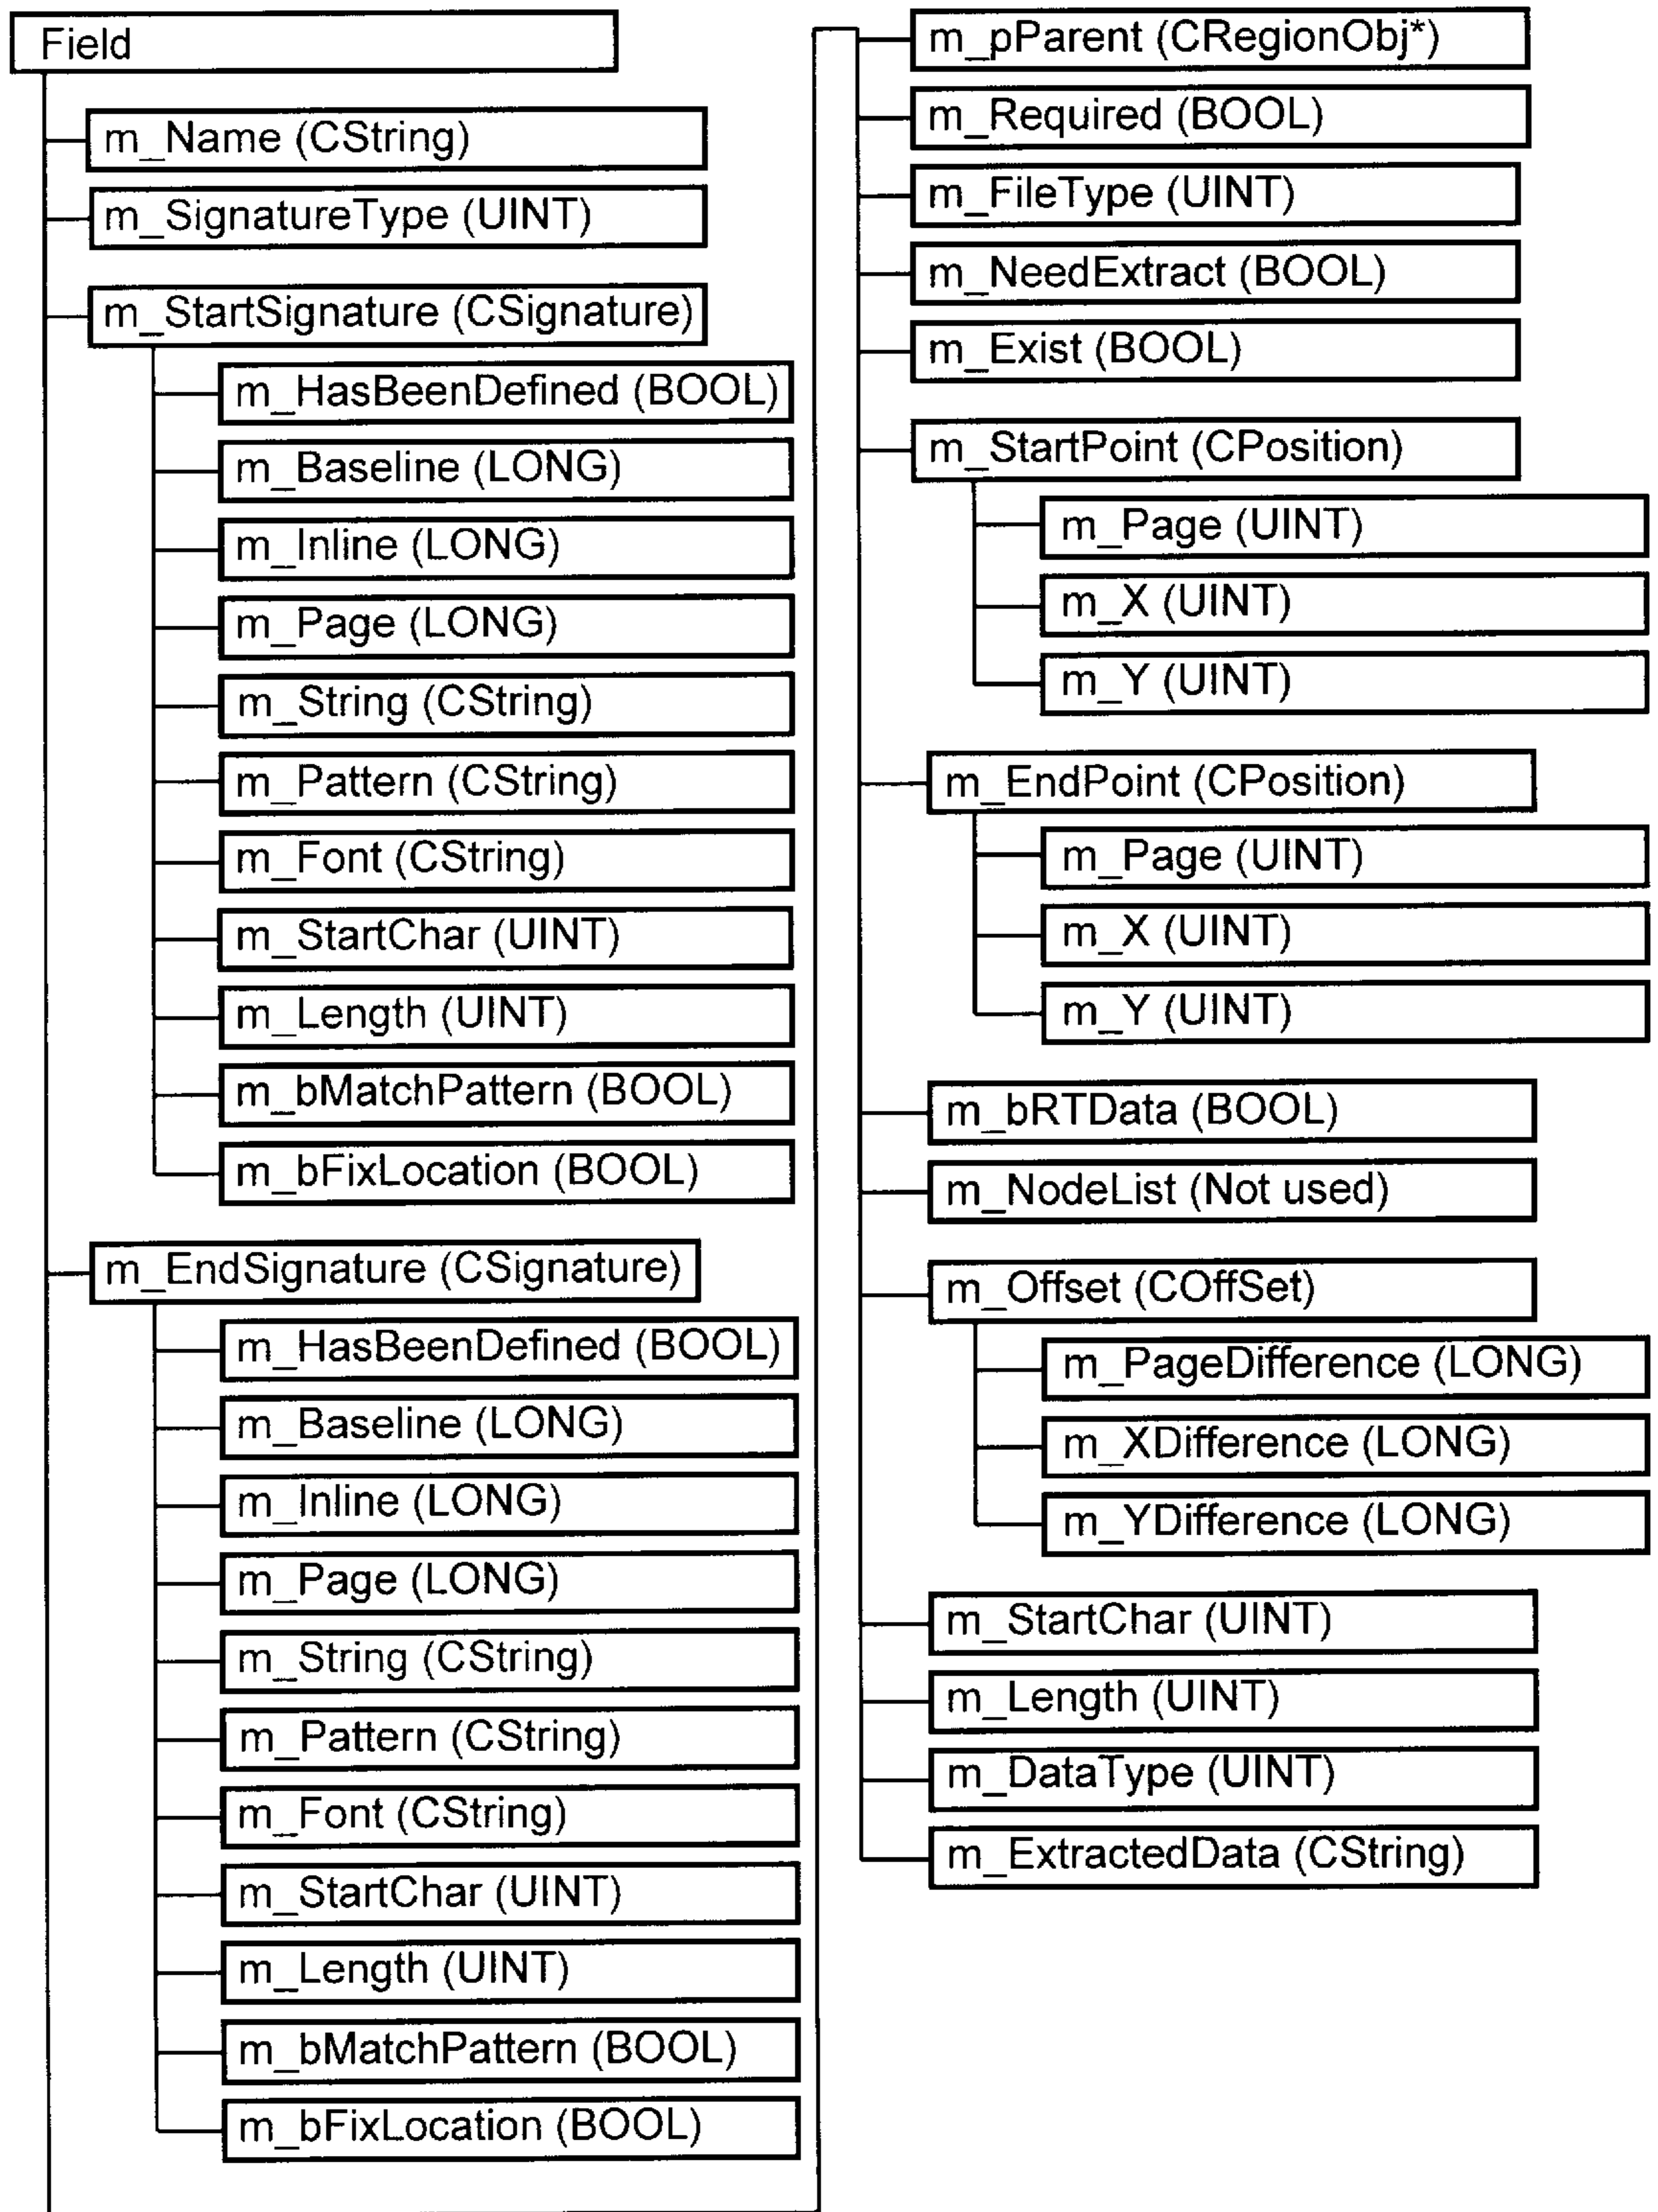 Field
m_Name (CString)
m_SignatureType (UINT)
m_StartSignature (CSignature)
m_HasBeenDefined (BOOL)
m_Baseline (LONG)
m_Inline (LONG)
m_Page (LONG)
m_String (CString)
m_Pattern (CString)
m_Font (CString)
m_StartChar (UINT)
m_Length (UINT)
m_bMatchPattern (BOOL)
m_bFixLocation (BOOL)
m_EndSignature (CSignature)
m_HasBeenDefined (BOOL)
m_Baseline (LONG)
m_Inline (LONG)
m_Page (LONG)
m_String (CString)
m_Pattern (CString)
m_Font (CString)
m_StartChar (UINT)
m_Length (UINT)
m_bMatchPattern (BOOL)
m_bFixLocation (BOOL)
m_pParent (CRegionObj*)
m_Required (BOOL)
m_FileType (UINT)
m_NeedExtract (BOOL)
m_Exist (BOOL)
m_StartPoint (CPosition)
m_Page (UINT)
m_X (UINT)
m_Y (UINT)
m_EndPoint (CPosition)
m_Page (UINT)
m_X (UINT)
m_Y (UINT)
m_bRTData (BOOL)
m_NodeList (Not used)
m_Offset (COffSet)
m_PageDifference (LONG)
m_XDifference (LONG)
m_YDifference (LONG)
m_StartChar (UINT)
m_Length (UINT)
m_DataType (UINT)
m_ExtractedData (CString)